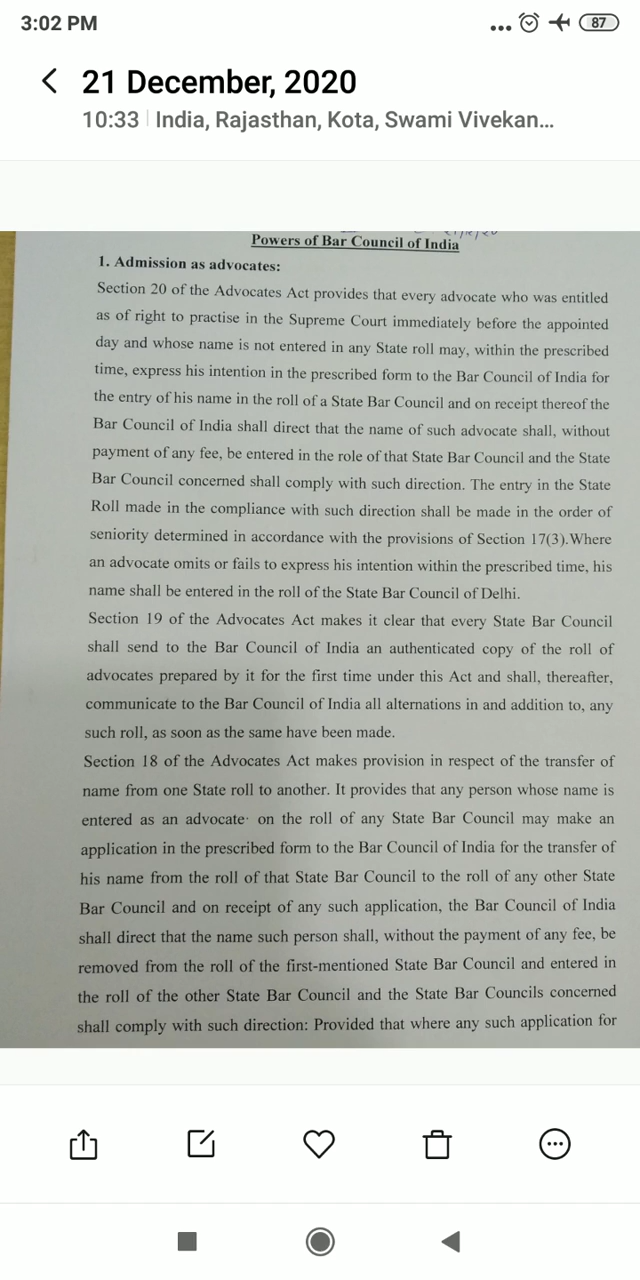 3:02 PM
87
21 December, 2020
10:33 India, Rajasthan, Kota, Swami Vivekan...
Powers of Bar Council of India
1. Admission as advocates:
Section 20 of the Advocates Act provides that every advocate who was entitled
as of right to practise in the Supreme Court immediately before the appointed
day and whose name is not entered in any State roll may, within the prescribed
time, express his intention in the prescribed form to the Bar Council of India for
the entry of his name in the roll of a State Bar Council and on receipt thereof the
Bar Council of India shall direct that the name of such advocate shall, without
payment of any fee, be entered in the role of that State Bar Council and the State
Bar Council concerned shall comply with such direction. The entry in the State
Roll made in the compliance with such direction shall be made in the order of
seniority determined in accordance with the provisions of Section 17(3).Where
an advocate omits or fails to express his intention within the prescribed time, his
name shall be entered in the roll of the State Bar Council of Delhi.
Section 19 of the Advocates Act makes it clear that every State Bar Council
shall send to the Bar Council of India an authenticated copy of the roll of
advocates prepared by it for the first time under this Act and shall, thereafter,
communicate to the Bar Council of India all alternations in and addition to, any
such roll, as soon as the same have been made.
Section 18 of the Advocates Act makes provision in respect of the transfer of
name from one State roll to another. It provides that any person whose name is
entered as an advocate on the roll of any State Bar Council may make an
application in the prescribed form to the Bar Council of India for the transfer of
his name from the roll of that State Bar Council to the roll of any other State
Bar Council and on receipt of any such application, the Bar Council of India
shall direct that the name such person shall, without the payment of any fee, be
removed from the roll of the first-mentioned State Bar Council and entered in
the roll of the other State Bar Council and the State Bar Councils concerned
shall comply with such direction: Provided that where any such application for